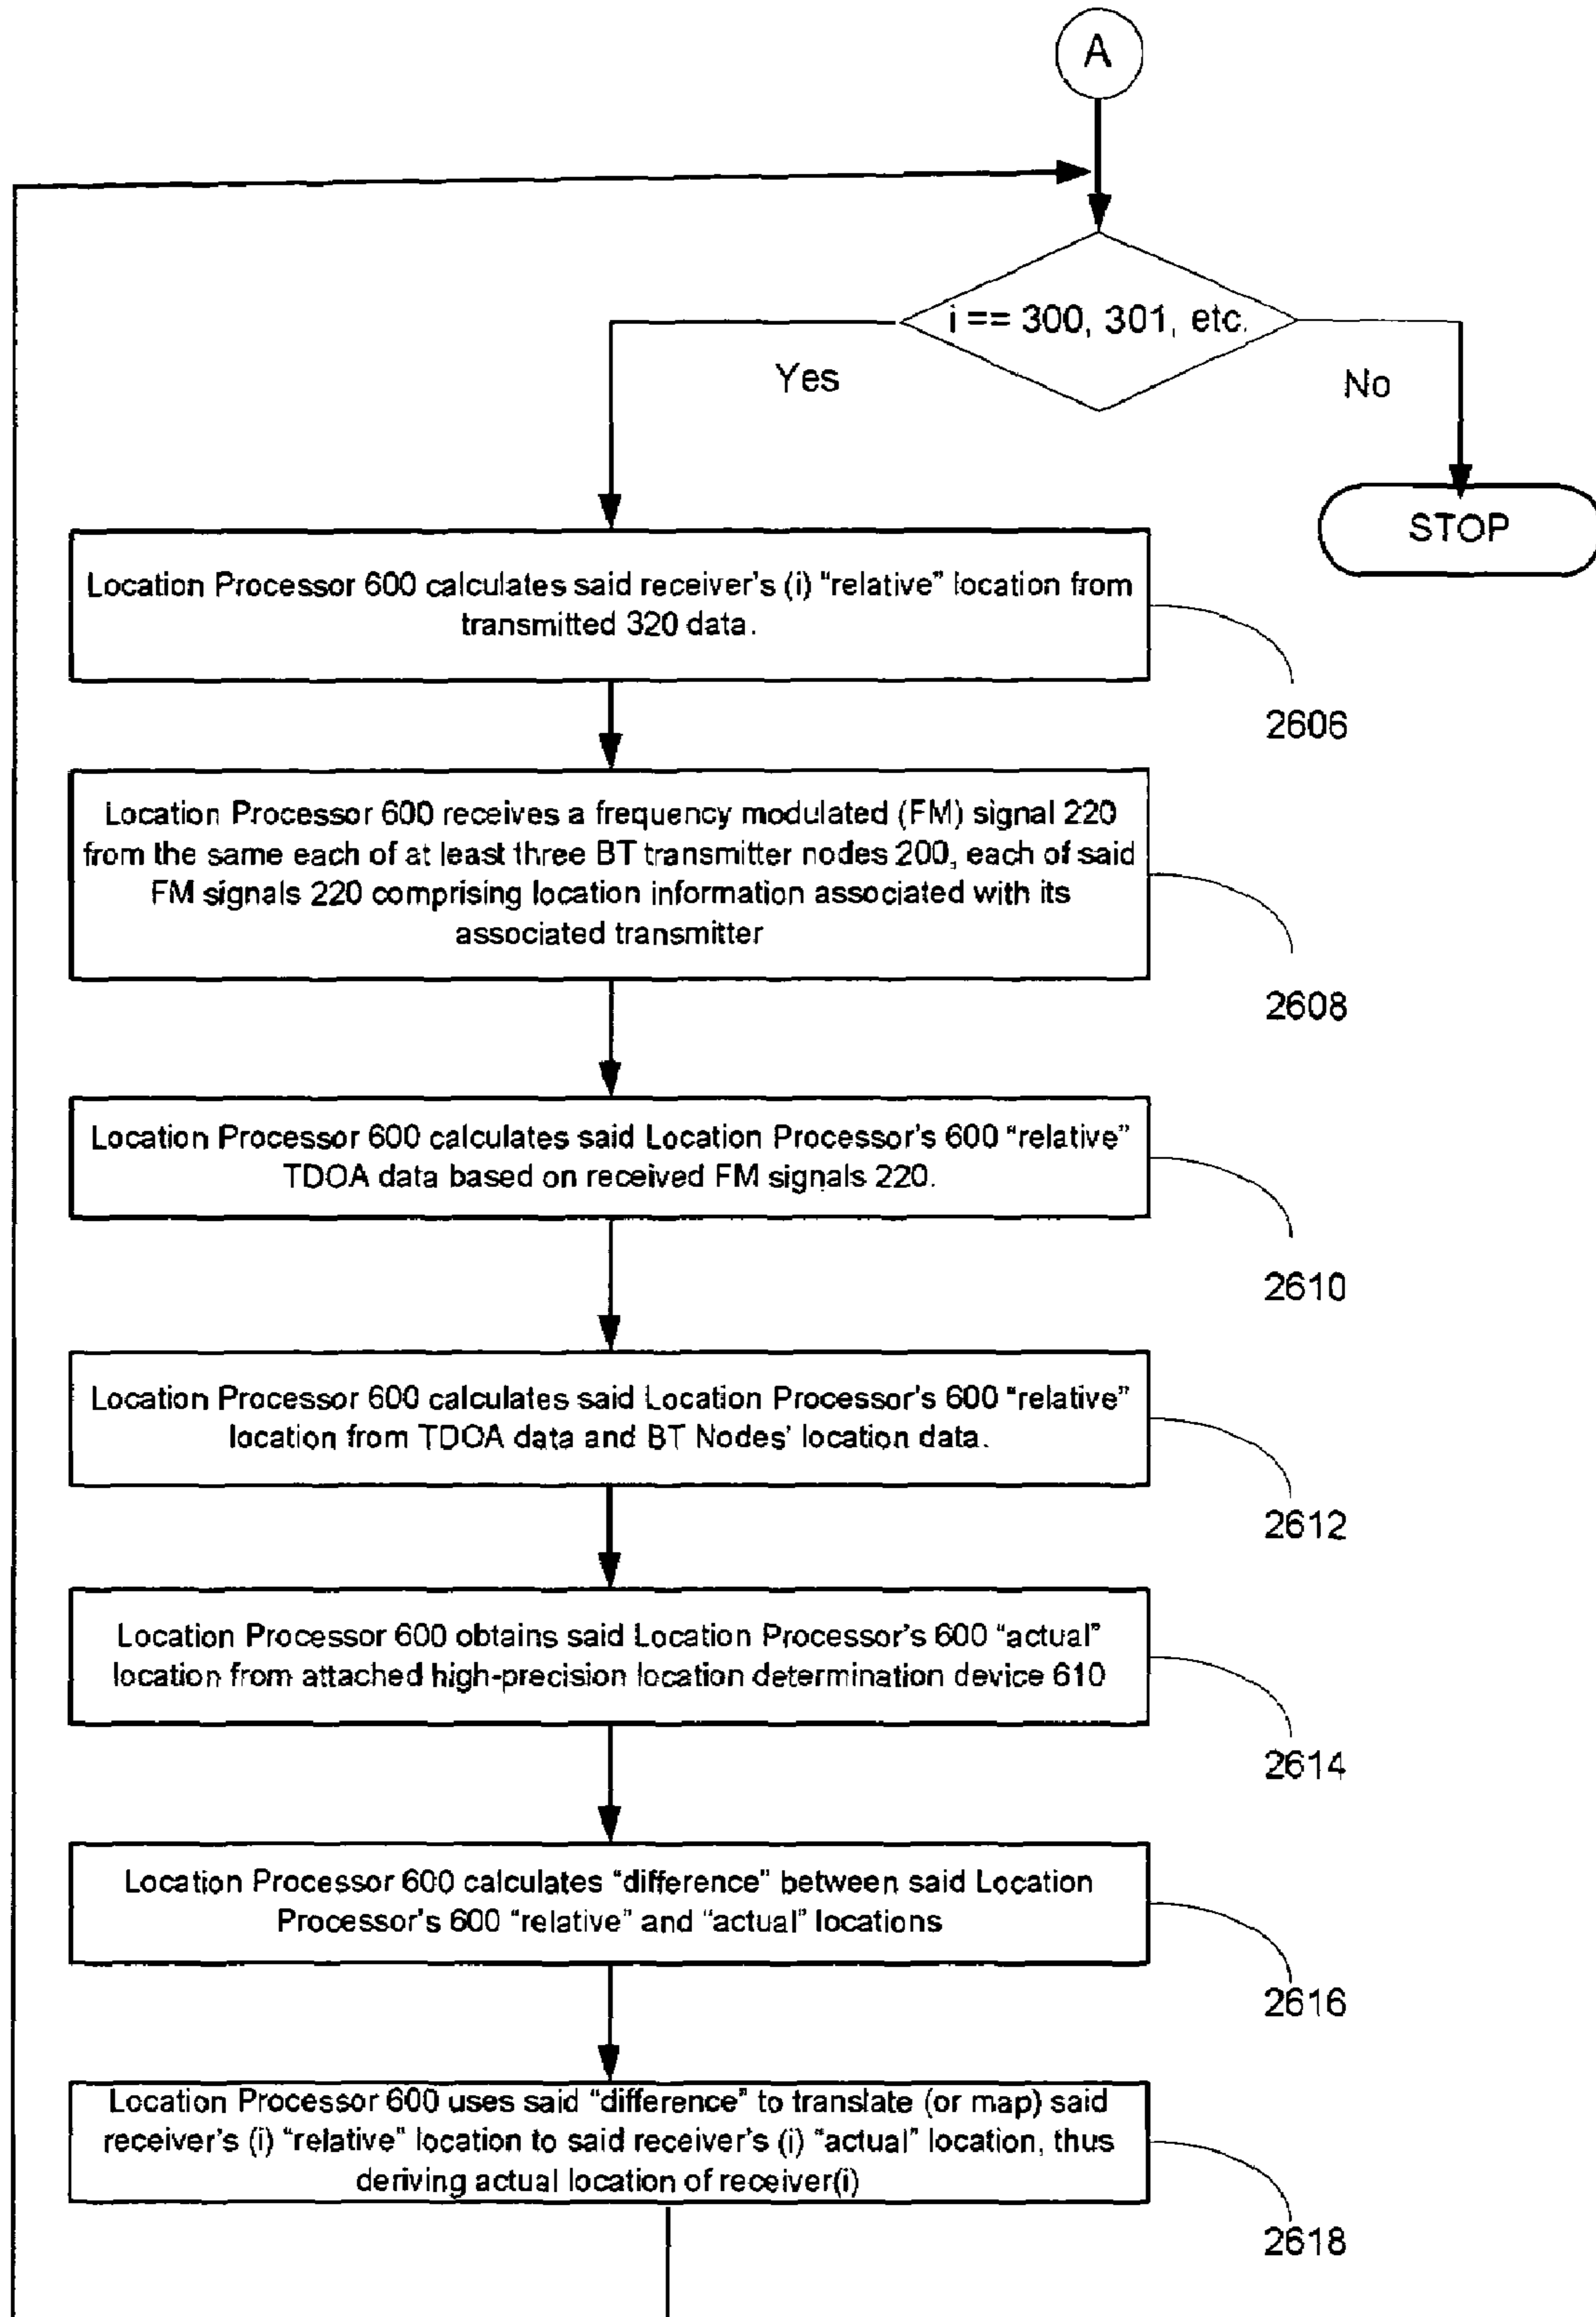 A
i == 300, 301, etc.
Yes
No
STOP
Location Processor 600 calculates said receiver's (i) "relative" location from
transmitted 320 data.
2606
Location Processor 600 receives a frequency modulated (FM) signal 220
from the same each of at least three BT transmitter nodes 200, each of said
FM signals 220 comprising location information associated with its
associated transmitter
2608
Location Processor 600 calculates said Location Processor's 600 "relative"
TDOA data based on received FM signals 220.
2610
Location Processor 600 calculates said Location Processor's 600 "relative"
location from TDOA data and BT Nodes' location data.
2612
Location Processor 600 obtains said Location Processor's 600 "actual"
location from attached high-precision location determination device 610
2614
Location Processor 600 calculates "difference" between said Location
Processor's 600 "relative" and "actual" locations
2616
Location Processor 600 uses said "difference" to translate (or map) said
receiver's (i) "relative" location to said receiver's (i) "actual" location, thus
deriving actual location of receiver(i)
2618